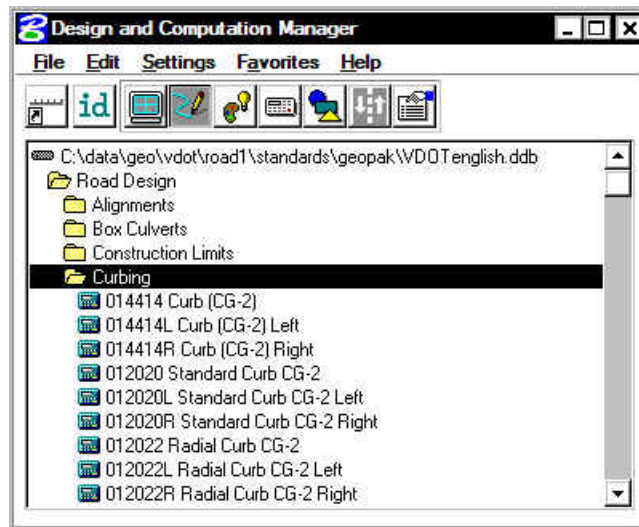 Design and Computation Manager
File Edit Settings Favorites Help
id
C:\data\geo\vdot\road1\standards\geopak\VDOTenglish.ddb
Road Design
Alignments
Box Culverts
Construction Limits
Curbing
014414 Curb (CG-2)
014414L Curb (CG-2) Left
014414R Curb (CG-2) Right
012020 Standard Curb CG-2
012020L Standard Curb CG-2 Left
012020R Standard Curb CG-2 Right
012022 Radial Curb CG-2
012022L Radial Curb CG-2 Left
012022R Radial Curb CG-2 Right